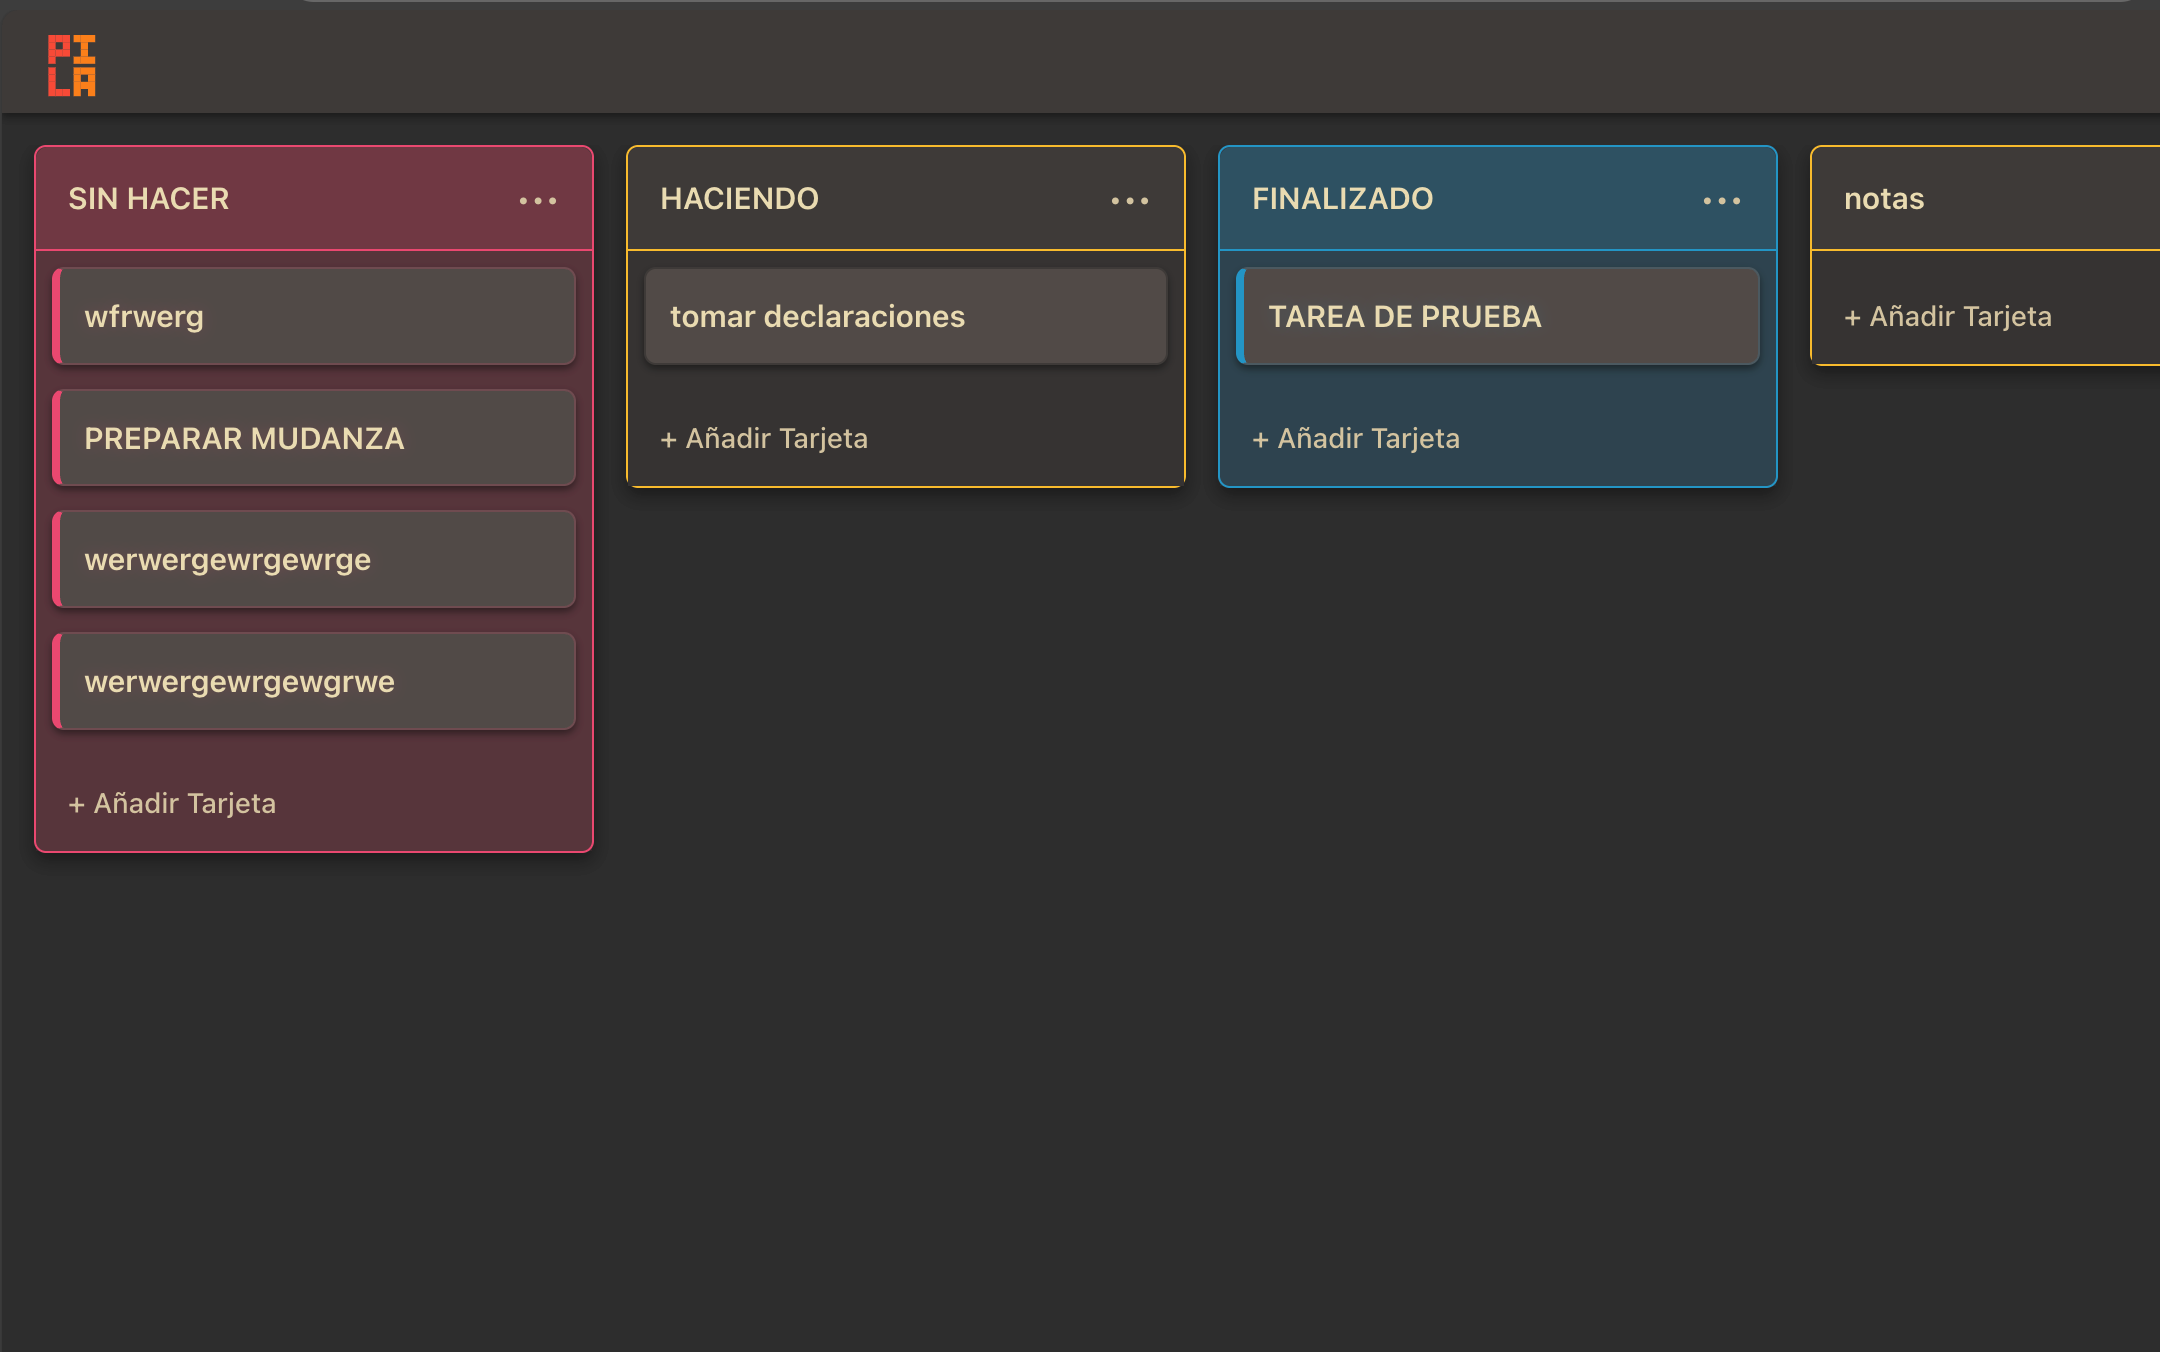 PI
LA
SIN HACER
wfrwerg
PREPARAR MUDANZA
werwergewrgewrge
werwergewrgewgrwe
+ Añadir Tarjeta
HACIENDO
tomar declaraciones
+ Añadir Tarjeta
FINALIZADO
TAREA DE PRUEBA
+ Añadir Tarjeta
notas
+ Añadir Tarjeta